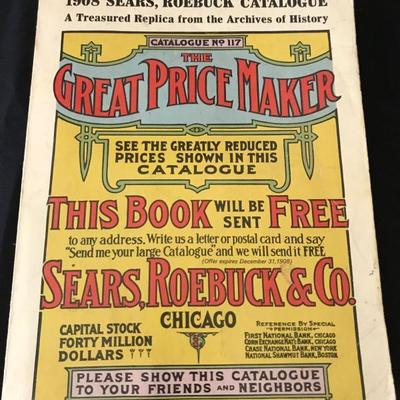 1908 SEARS, ROEBUCK CATALOGUE
A Treasured Replica from the Archives of History
CATALOGUE No 117
THE
GREAT PRICE MAKER
SEE THE GREATLY REDUCED
PRICES SHOWN IN THIS
CATALOGUE
THIS BOOK WILL BE SENT FREE
to any address. Write us a letter or postal card and say
"Send me your large Catalogue" and we will send it FREE
(Offer expires December 31, 1908)
SEARS, ROEBUCK & CO.
CHICAGO
CAPITAL STOCK
FORTY MILLION
DOLLARS
REFERENCE BY SPECIAL
PERMISSION
FIRST NATIONAL BANK, CHICAGO
CORN EXCHANGE NAT'L BANK, CHICAGO
CHASE NATIONAL BANK, NEW YORK
NATIONAL SHAWMUT BANK, BOSTON
PLEASE SHOW THIS CATALOGUE
TO YOUR FRIENDS AND NEIGHBORS